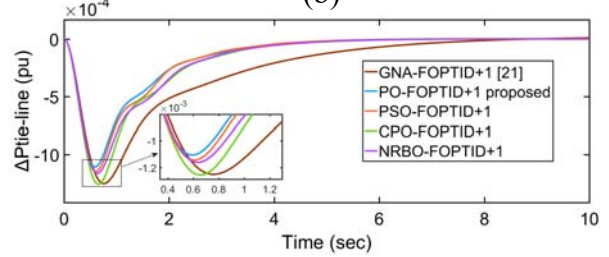 ×10⁻⁴
0
-5
-10
ΔPtie-line (pu)
GNA-FOPTID+1 [21]
PO-FOPTID+1 proposed
PSO-FOPTID+1
CPO-FOPTID+1
NRBO-FOPTID+1
×10⁻³
-1
-1.2
0.4 0.6 0.8 1 1.2
0 2 4 6 8 10
Time (sec)